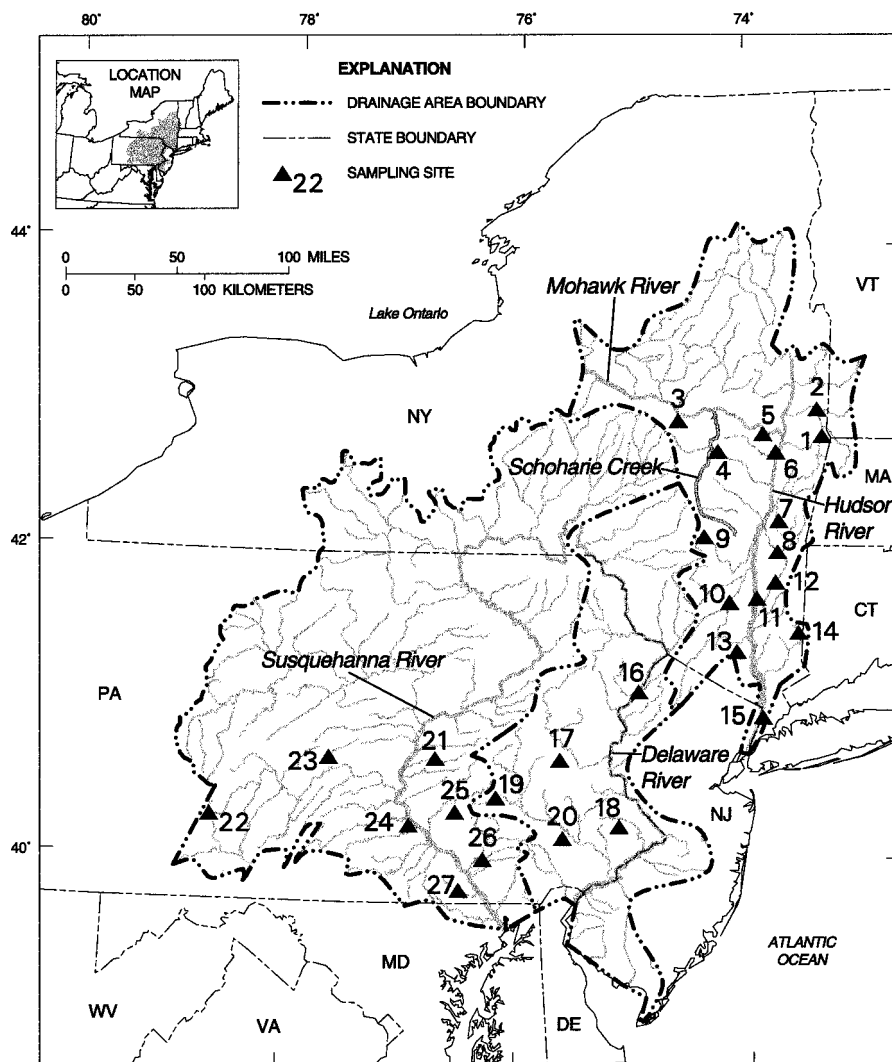 80°
78°
76°
74°
LOCATION
MAP
EXPLANATION
DRAINAGE AREA BOUNDARY
STATE BOUNDARY
22
SAMPLING SITE
44°
0 50 100 MILES
0 50 100 KILOMETERS
Lake Ontario
Mohawk River
VT
NY
3
5
2
1
Schoharie Creek
4
6
MA
7
Hudson
River
42°
9
8
10
12
11
CT
14
13
Susquehanna River
16
PA
15
21
17
23
Delaware
River
19
25
NJ
22
24
20
18
40°
26
27
MD
ATLANTIC
OCEAN
WV
VA
DE